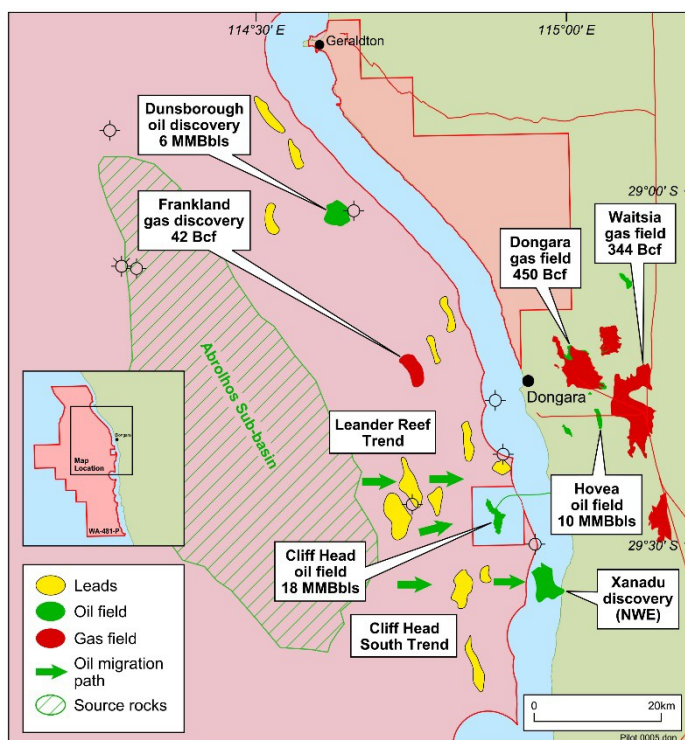 114°30' E
115°00' E
Geraldton
Dunsborough
oil discovery
6 MMBbls
29°00' S
Frankland
gas discovery
42 Bcf
Waitsia
gas field
344 Bcf
Dongara
gas field
450 Bcf
Abrolhos Sub-basin
Dongara
Leander Reef
Trend
Dongara
Map
Location
WA-481-P
Hovea
oil field
10 MMBbls
29°30' S
Cliff Head
oil field
18 MMBbls
Xanadu
discovery
(NWE)
Cliff Head
South Trend
Leads
Oil field
Gas field
Oil migration
path
Source rocks
0
20km
Pilot 0005.dgn